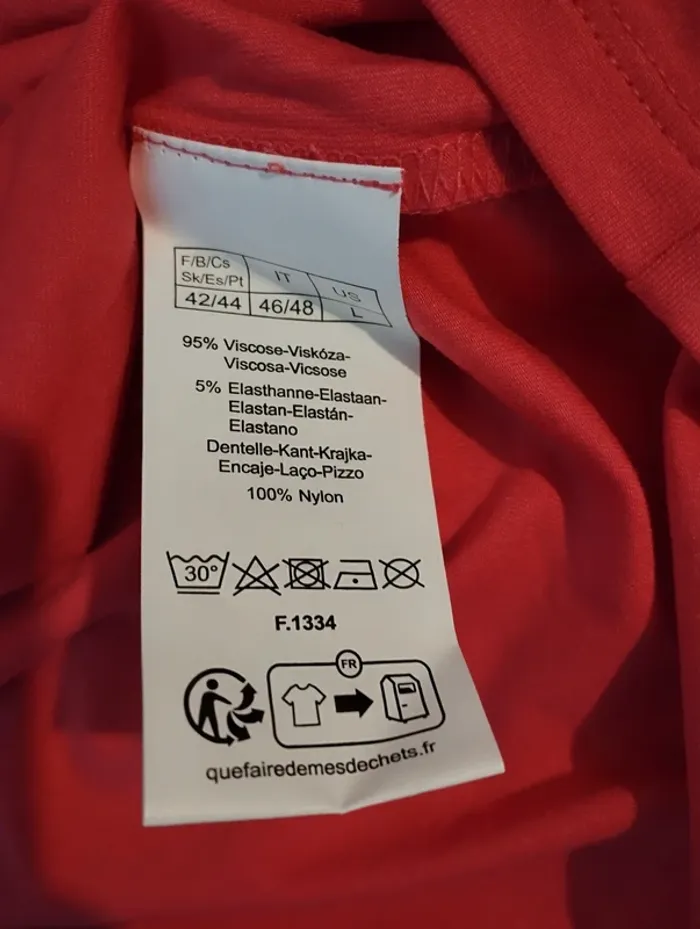 F/B/Cs IT US
Sk/Es/Pt
42/44 46/48 L
95% Viscose-Viskóza-
Viscosa-Vicsose
5% Elasthanne-Elastaan-
Elastan-Elastán-
Elastano
Dentelle-Kant-Krajka-
Encaje-Laço-Pizzo
100% Nylon
30°
F.1334
FR
quefairedemesdechets.fr